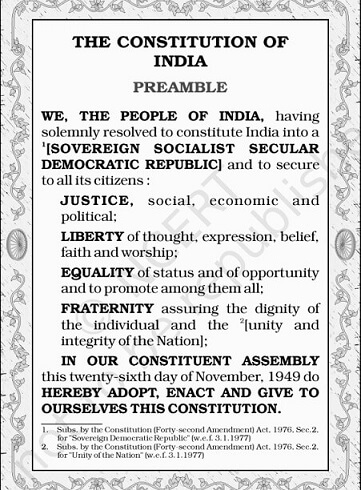 THE CONSTITUTION OF
INDIA
PREAMBLE
WE, THE PEOPLE OF INDIA, having
solemnly resolved to constitute India into a
¹[SOVEREIGN SOCIALIST SECULAR
DEMOCRATIC REPUBLIC] and to secure
to all its citizens :
JUSTICE, social, economic and
political;
LIBERTY of thought, expression, belief,
faith and worship;
EQUALITY of status and of opportunity
and to promote among them all;
FRATERNITY assuring the dignity of
the individual and the ²[unity and
integrity of the Nation];
IN OUR CONSTITUENT ASSEMBLY
this twenty-sixth day of November, 1949 do
HEREBY ADOPT, ENACT AND GIVE TO
OURSELVES THIS CONSTITUTION.
1. Subs. by the Constitution (Forty-second Amendment) Act, 1976, Sec.2,
for "Sovereign Democratic Republic" (w.e.f. 3.1.1977)
2. Subs. by the Constitution (Forty-second Amendment) Act, 1976, Sec.2,
for "Unity of the Nation" (w.e.f. 3.1.1977)